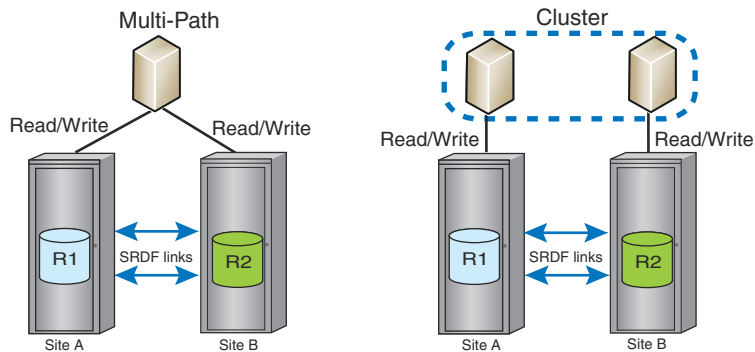 Multi-Path
Read/Write
Read/Write
R1
SRDF links
R2
Site A
Site B
Cluster
Read/Write
Read/Write
R1
SRDF links
R2
Site A
Site B